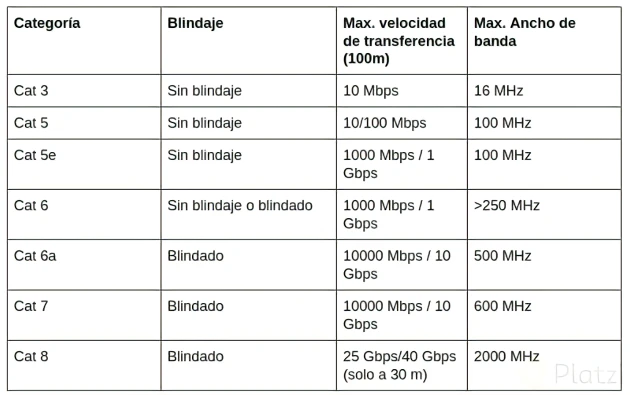 Categoría Blindaje Max. velocidad Max. Ancho de
de transferencia banda
(100m)
Cat 3 Sin blindaje 10 Mbps 16 MHz
Cat 5 Sin blindaje 10/100 Mbps 100 MHz
Cat 5e Sin blindaje 1000 Mbps / 1 100 MHz
Gbps
Cat 6 Sin blindaje o blindado 1000 Mbps / 1 >250 MHz
Gbps
Cat 6a Blindado 10000 Mbps / 10 500 MHz
Gbps
Cat 7 Blindado 10000 Mbps / 10 600 MHz
Gbps
Cat 8 Blindado 25 Gbps/40 Gbps 2000 MHz
(solo a 30 m)
Platzi